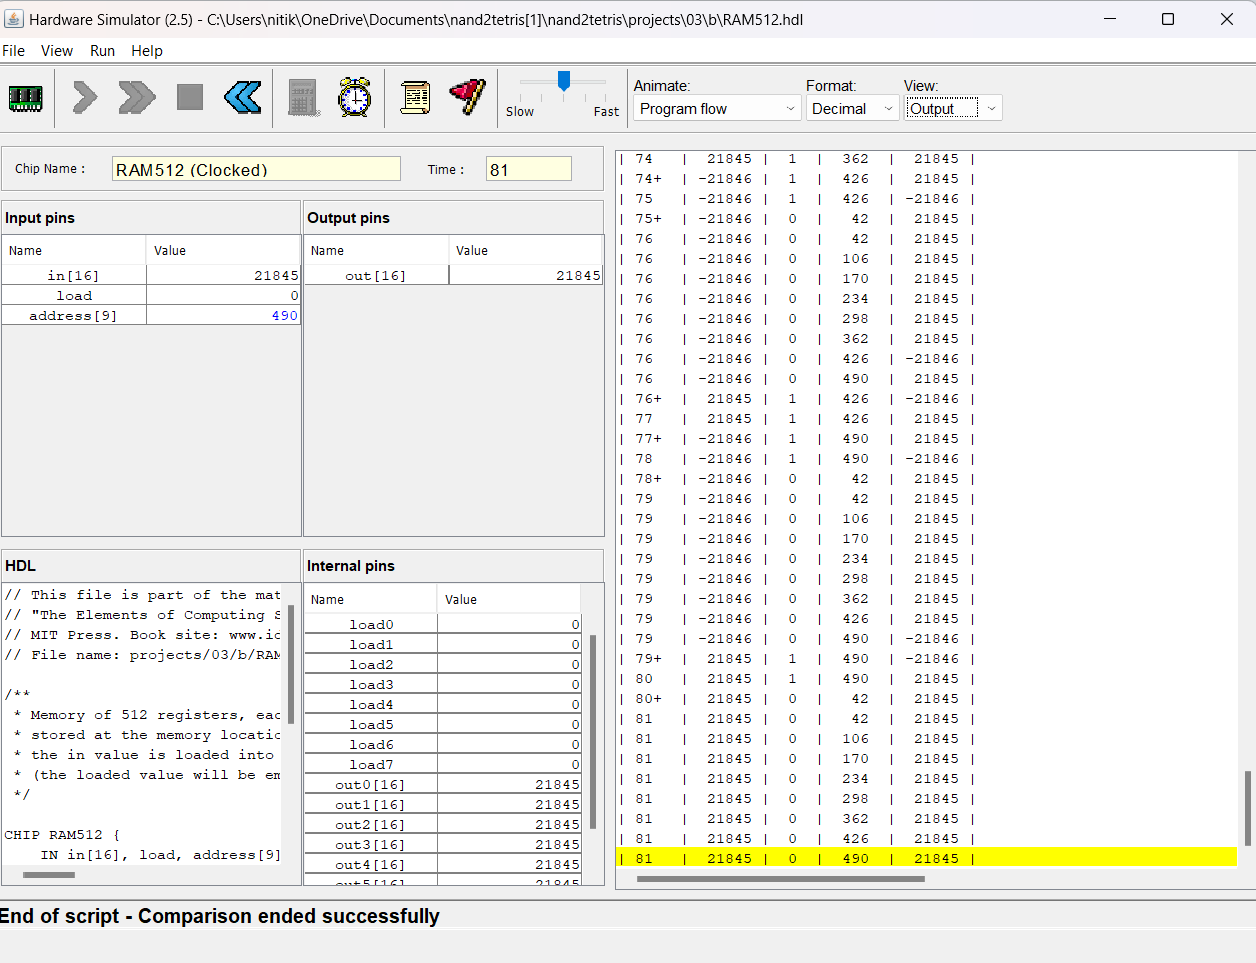 Hardware Simulator (2.5) - C:\Users\nitik\OneDrive\Documents\nand2tetris[1]\nand2tetris\projects\03\b\RAM512.hdl
File View Run Help
Slow Fast
Animate:
Program flow
Format:
Decimal
View:
Output
Chip Name :
RAM512 (Clocked)
Time :
81
Input pins
Name Value
in[16] 21845
load 0
address[9] 490
Output pins
Name Value
out[16] 21845
HDL
// This file is part of the mat
// "The Elements of Computing S
// MIT Press. Book site: www.id
// File name: projects/03/b/RAM
/**
* Memory of 512 registers, eac
* stored at the memory locatio
* the in value is loaded into
* (the loaded value will be em
*/
CHIP RAM512 {
IN in[16], load, address[9]
Internal pins
Name Value
load0 0
load1 0
load2 0
load3 0
load4 0
load5 0
load6 0
load7 0
out0[16] 21845
out1[16] 21845
out2[16] 21845
out3[16] 21845
out4[16] 21845
out5[16] 21845
| 74 | 21845 | 1 | 362 | 21845 |
| 74+ | -21846 | 1 | 426 | 21845 |
| 75 | -21846 | 1 | 426 | -21846 |
| 75+ | -21846 | 0 | 42 | 21845 |
| 76 | -21846 | 0 | 42 | 21845 |
| 76 | -21846 | 0 | 106 | 21845 |
| 76 | -21846 | 0 | 170 | 21845 |
| 76 | -21846 | 0 | 234 | 21845 |
| 76 | -21846 | 0 | 298 | 21845 |
| 76 | -21846 | 0 | 362 | 21845 |
| 76 | -21846 | 0 | 426 | -21846 |
| 76 | -21846 | 0 | 490 | 21845 |
| 76+ | 21845 | 1 | 426 | -21846 |
| 77 | 21845 | 1 | 426 | 21845 |
| 77+ | -21846 | 1 | 490 | 21845 |
| 78 | -21846 | 1 | 490 | -21846 |
| 78+ | -21846 | 0 | 42 | 21845 |
| 79 | -21846 | 0 | 42 | 21845 |
| 79 | -21846 | 0 | 106 | 21845 |
| 79 | -21846 | 0 | 170 | 21845 |
| 79 | -21846 | 0 | 234 | 21845 |
| 79 | -21846 | 0 | 298 | 21845 |
| 79 | -21846 | 0 | 362 | 21845 |
| 79 | -21846 | 0 | 426 | 21845 |
| 79 | -21846 | 0 | 490 | -21846 |
| 79+ | 21845 | 1 | 490 | -21846 |
| 80 | 21845 | 1 | 490 | 21845 |
| 80+ | 21845 | 0 | 42 | 21845 |
| 81 | 21845 | 0 | 42 | 21845 |
| 81 | 21845 | 0 | 106 | 21845 |
| 81 | 21845 | 0 | 170 | 21845 |
| 81 | 21845 | 0 | 234 | 21845 |
| 81 | 21845 | 0 | 298 | 21845 |
| 81 | 21845 | 0 | 362 | 21845 |
| 81 | 21845 | 0 | 426 | 21845 |
| 81 | 21845 | 0 | 490 | 21845 |
End of script - Comparison ended successfully